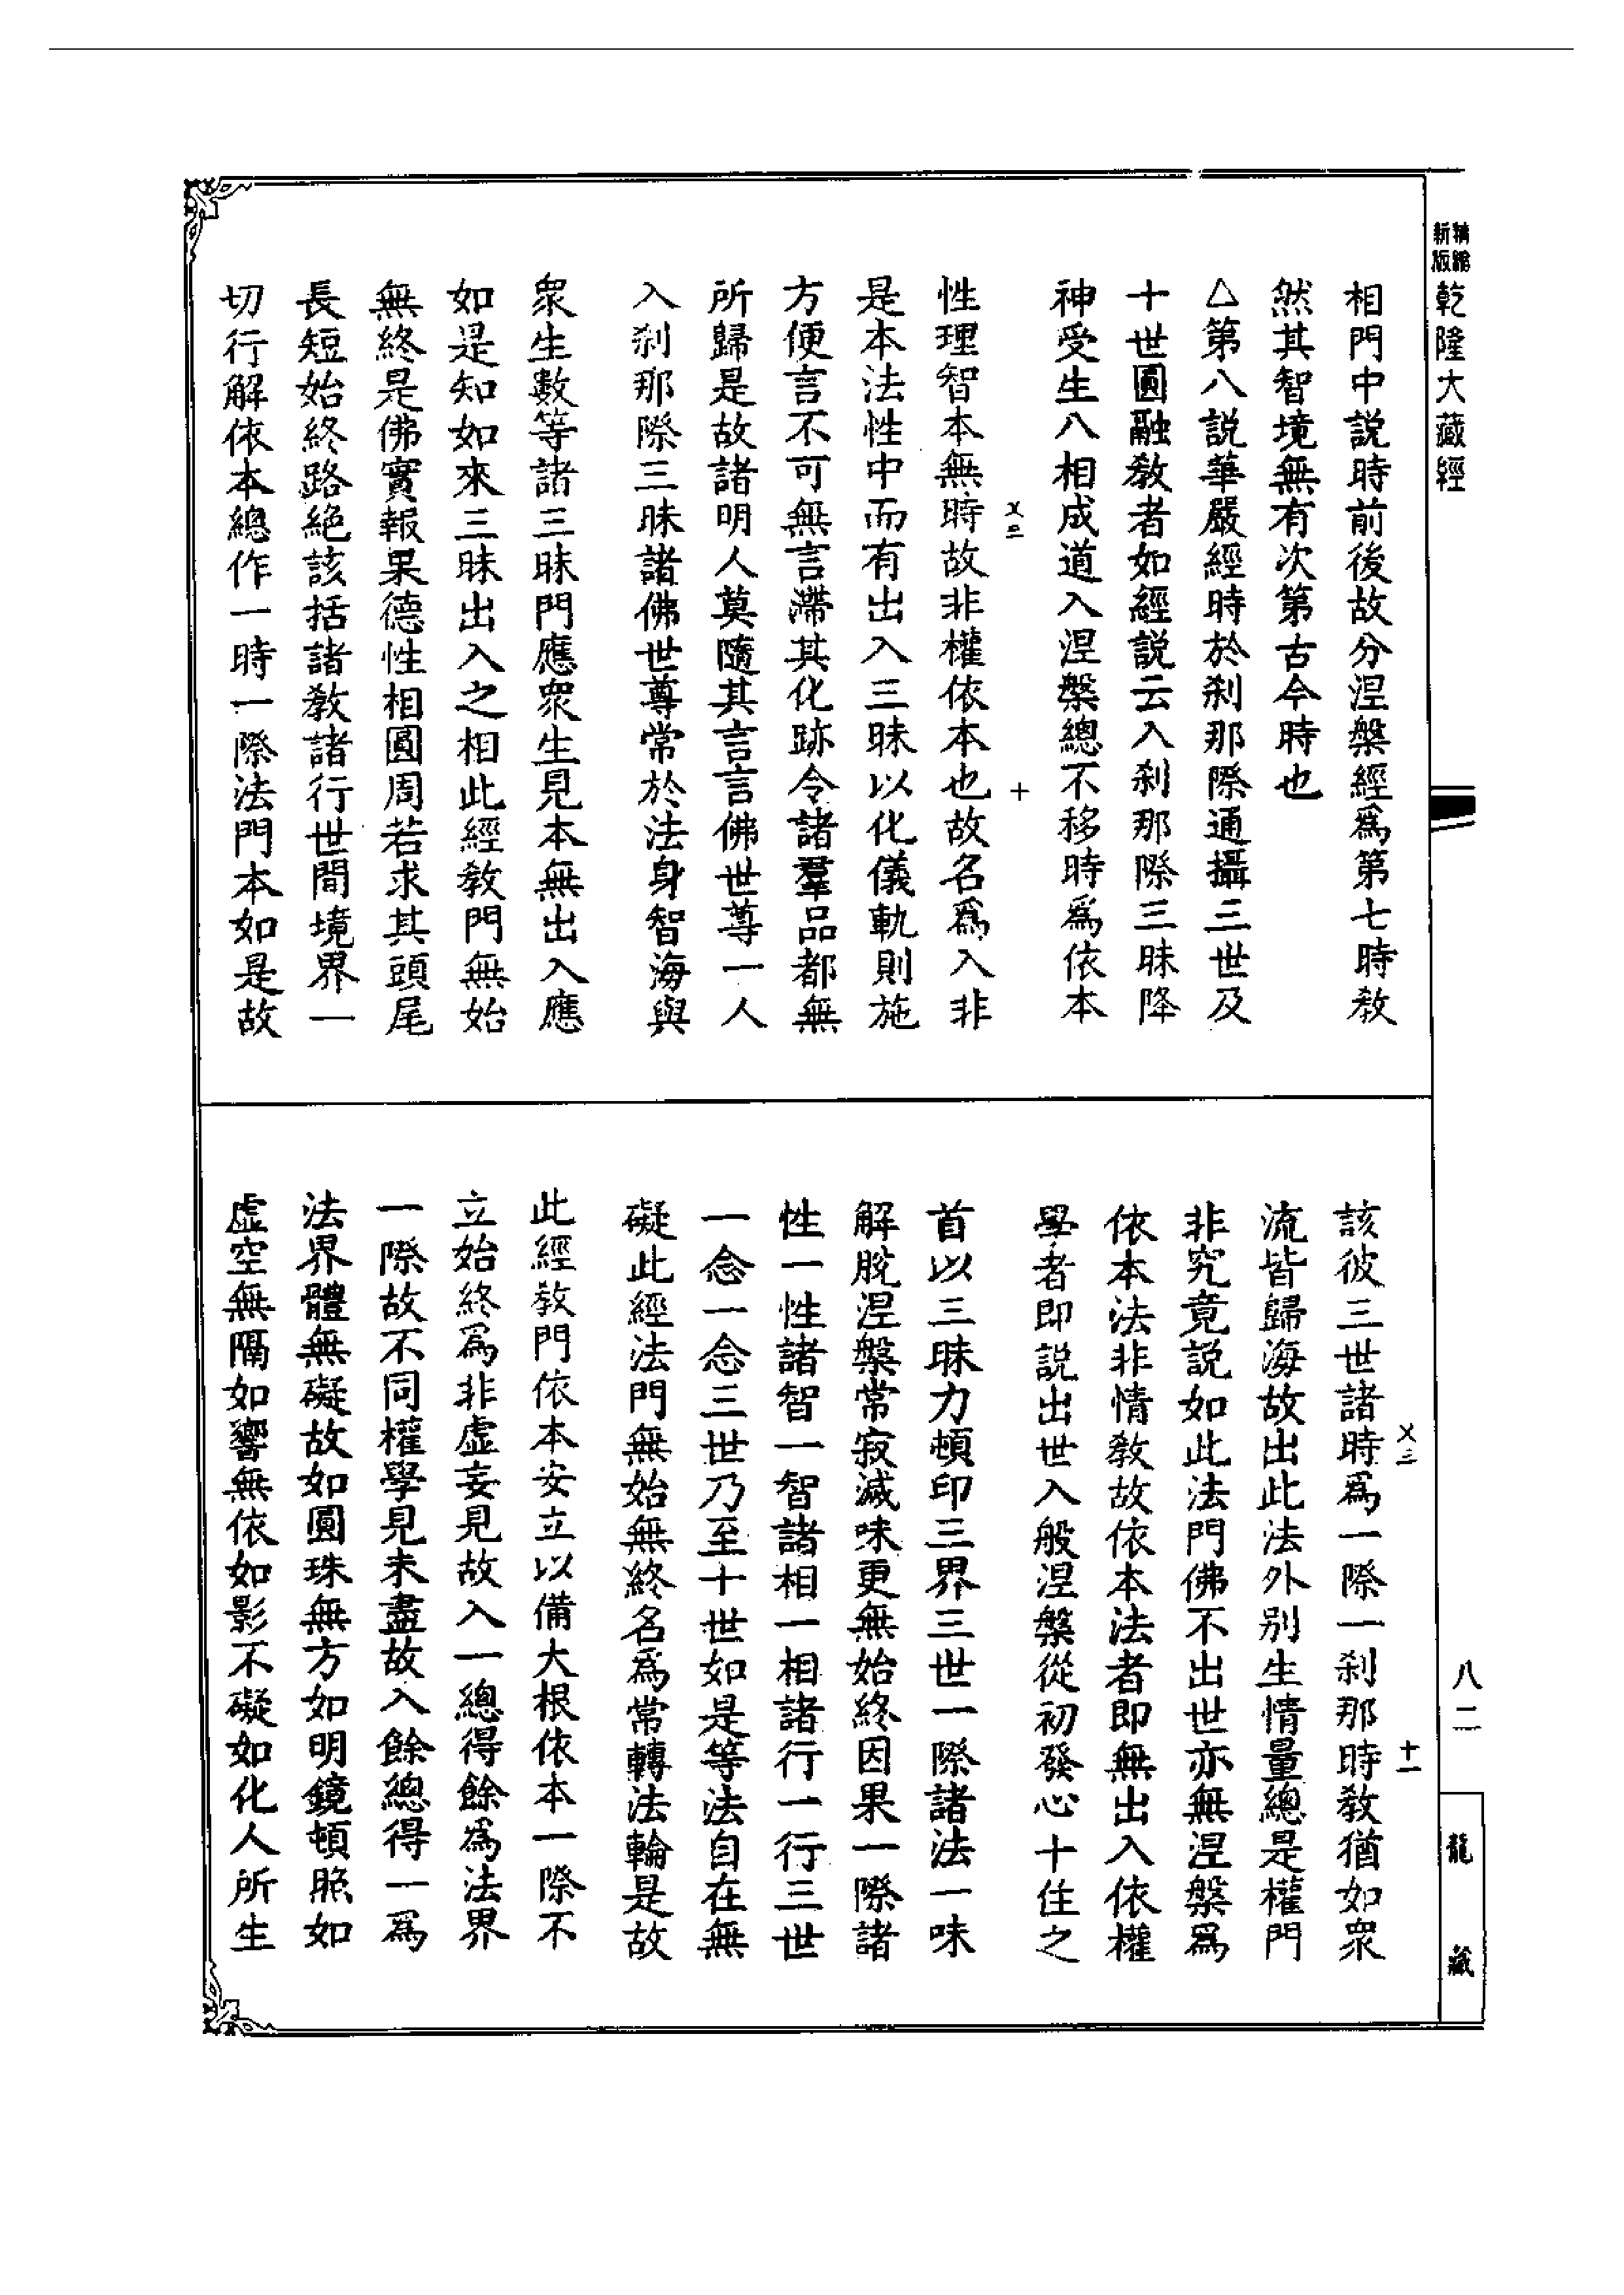 精縮
新版
乾隆大藏經
相門中説時前後故分涅槃經爲第七時教
然其智境無有次第古今時也
△第八説華嚴經時於刹那際通攝三世及
十世圓融教者如經説云入刹那際三昧降
神受生八相成道入涅槃總不移時爲依本
㐅三
十
性理智本無時故非權依本也故名爲入非
是本法性中而有出入三昧以化儀軌則施
方便言不可無言滯其化跡令諸羣品都無
所歸是故諸明人莫隨其言言佛世尊一人
入刹那際三昧諸佛世尊常於法身智海與
衆生數等諸三昧門應衆生見本無出入應
如是知如來三昧出入之相此經教門無始
無終是佛實報果德性相圓周若求其頭尾
長短始終路絶該括諸教諸行世間境界一
切行解依本總作一時一際法門本如是故
㐅三
十一
該彼三世諸時爲一際一刹那時教猶如衆
流皆歸海故出此法外别生情量總是權門
非究竟説如此法門佛不出世亦無涅槃爲
依本法非情教故依本法者即無出入依權
學者即説出世入般涅槃從初發心十住之
首以三昧力頓印三界三世一際諸法一味
解脱涅槃常寂滅味更無始終因果一際諸
性一性諸智一智諸相一相諸行一行三世
一念一念三世乃至十世如是等法自在無
礙此經法門無始無終名爲常轉法輪是故
此經教門依本安立以備大根依本一際不
立始終爲非虚妄見故入一總得餘爲法界
一際故不同權學見未盡故入餘總得一爲
法界體無礙故如圓珠無方如明鏡頓照如
虚空無隔如響無依如影不礙如化人所生
八二
龍藏